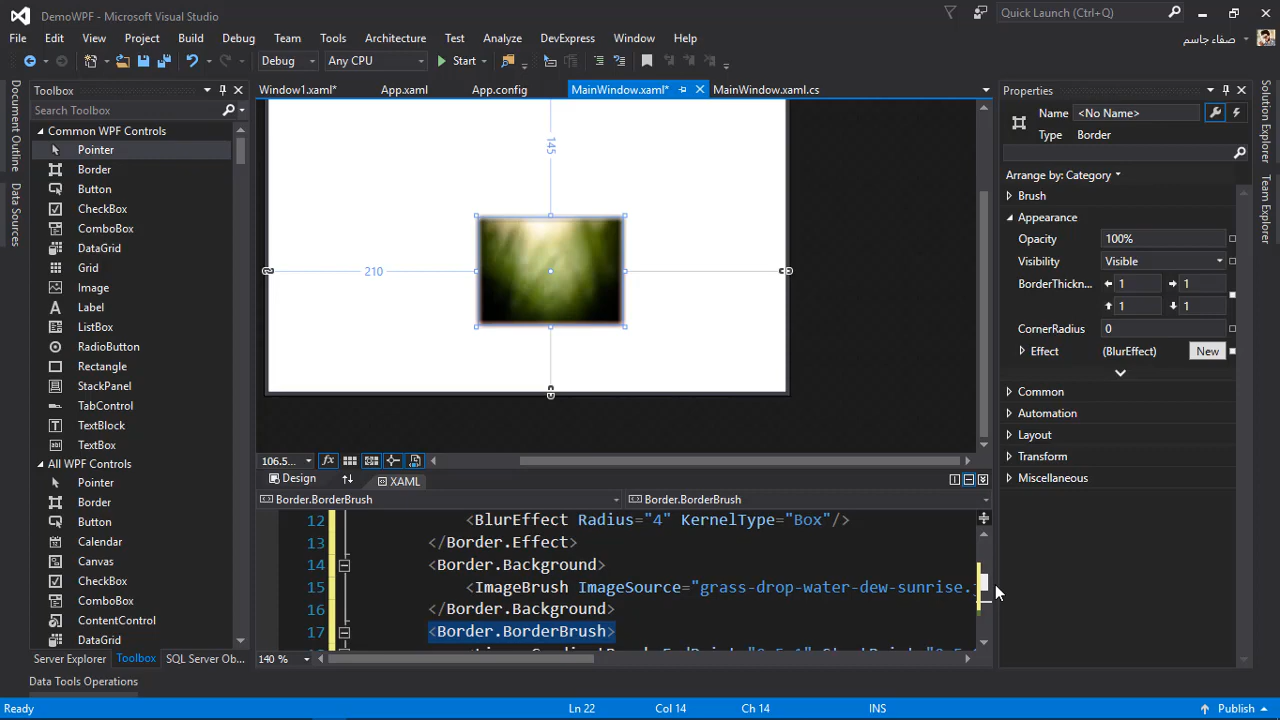 DemoWPF - Microsoft Visual Studio
Quick Launch (Ctrl+Q)
File Edit View Project Build Debug Team Tools Architecture Test Analyze DevExpress Window Help
صفاء جاسم
Debug Any CPU Start
Document Outline
Data Sources
Toolbox
Search Toolbox
Common WPF Controls
Pointer
Border
Button
CheckBox
ComboBox
DataGrid
Grid
Image
Label
ListBox
RadioButton
Rectangle
StackPanel
TabControl
TextBlock
TextBox
All WPF Controls
Pointer
Border
Button
Calendar
Canvas
CheckBox
ComboBox
ContentControl
DataGrid
Server Explorer Toolbox SQL Server Ob...
Data Tools Operations
Window1.xaml* App.xaml App.config MainWindow.xaml* MainWindow.xaml.cs
145
210
106.5... fx
Design XAML
Border.BorderBrush Border.BorderBrush
12 <BlurEffect Radius="4" KernelType="Box"/>
13 </Border.Effect>
14 <Border.Background>
15 <ImageBrush ImageSource="grass-drop-water-dew-sunrise.
16 </Border.Background>
17 <Border.BorderBrush>
140 %
Properties
Name <No Name>
Type Border
Arrange by: Category
Brush
Appearance
Opacity 100%
Visibility Visible
BorderThickn... 1 1
1 1
CornerRadius 0
Effect (BlurEffect) New
Common
Automation
Layout
Transform
Miscellaneous
Solution Explorer
Team Explorer
Ready Ln 22 Col 14 Ch 14 INS Publish